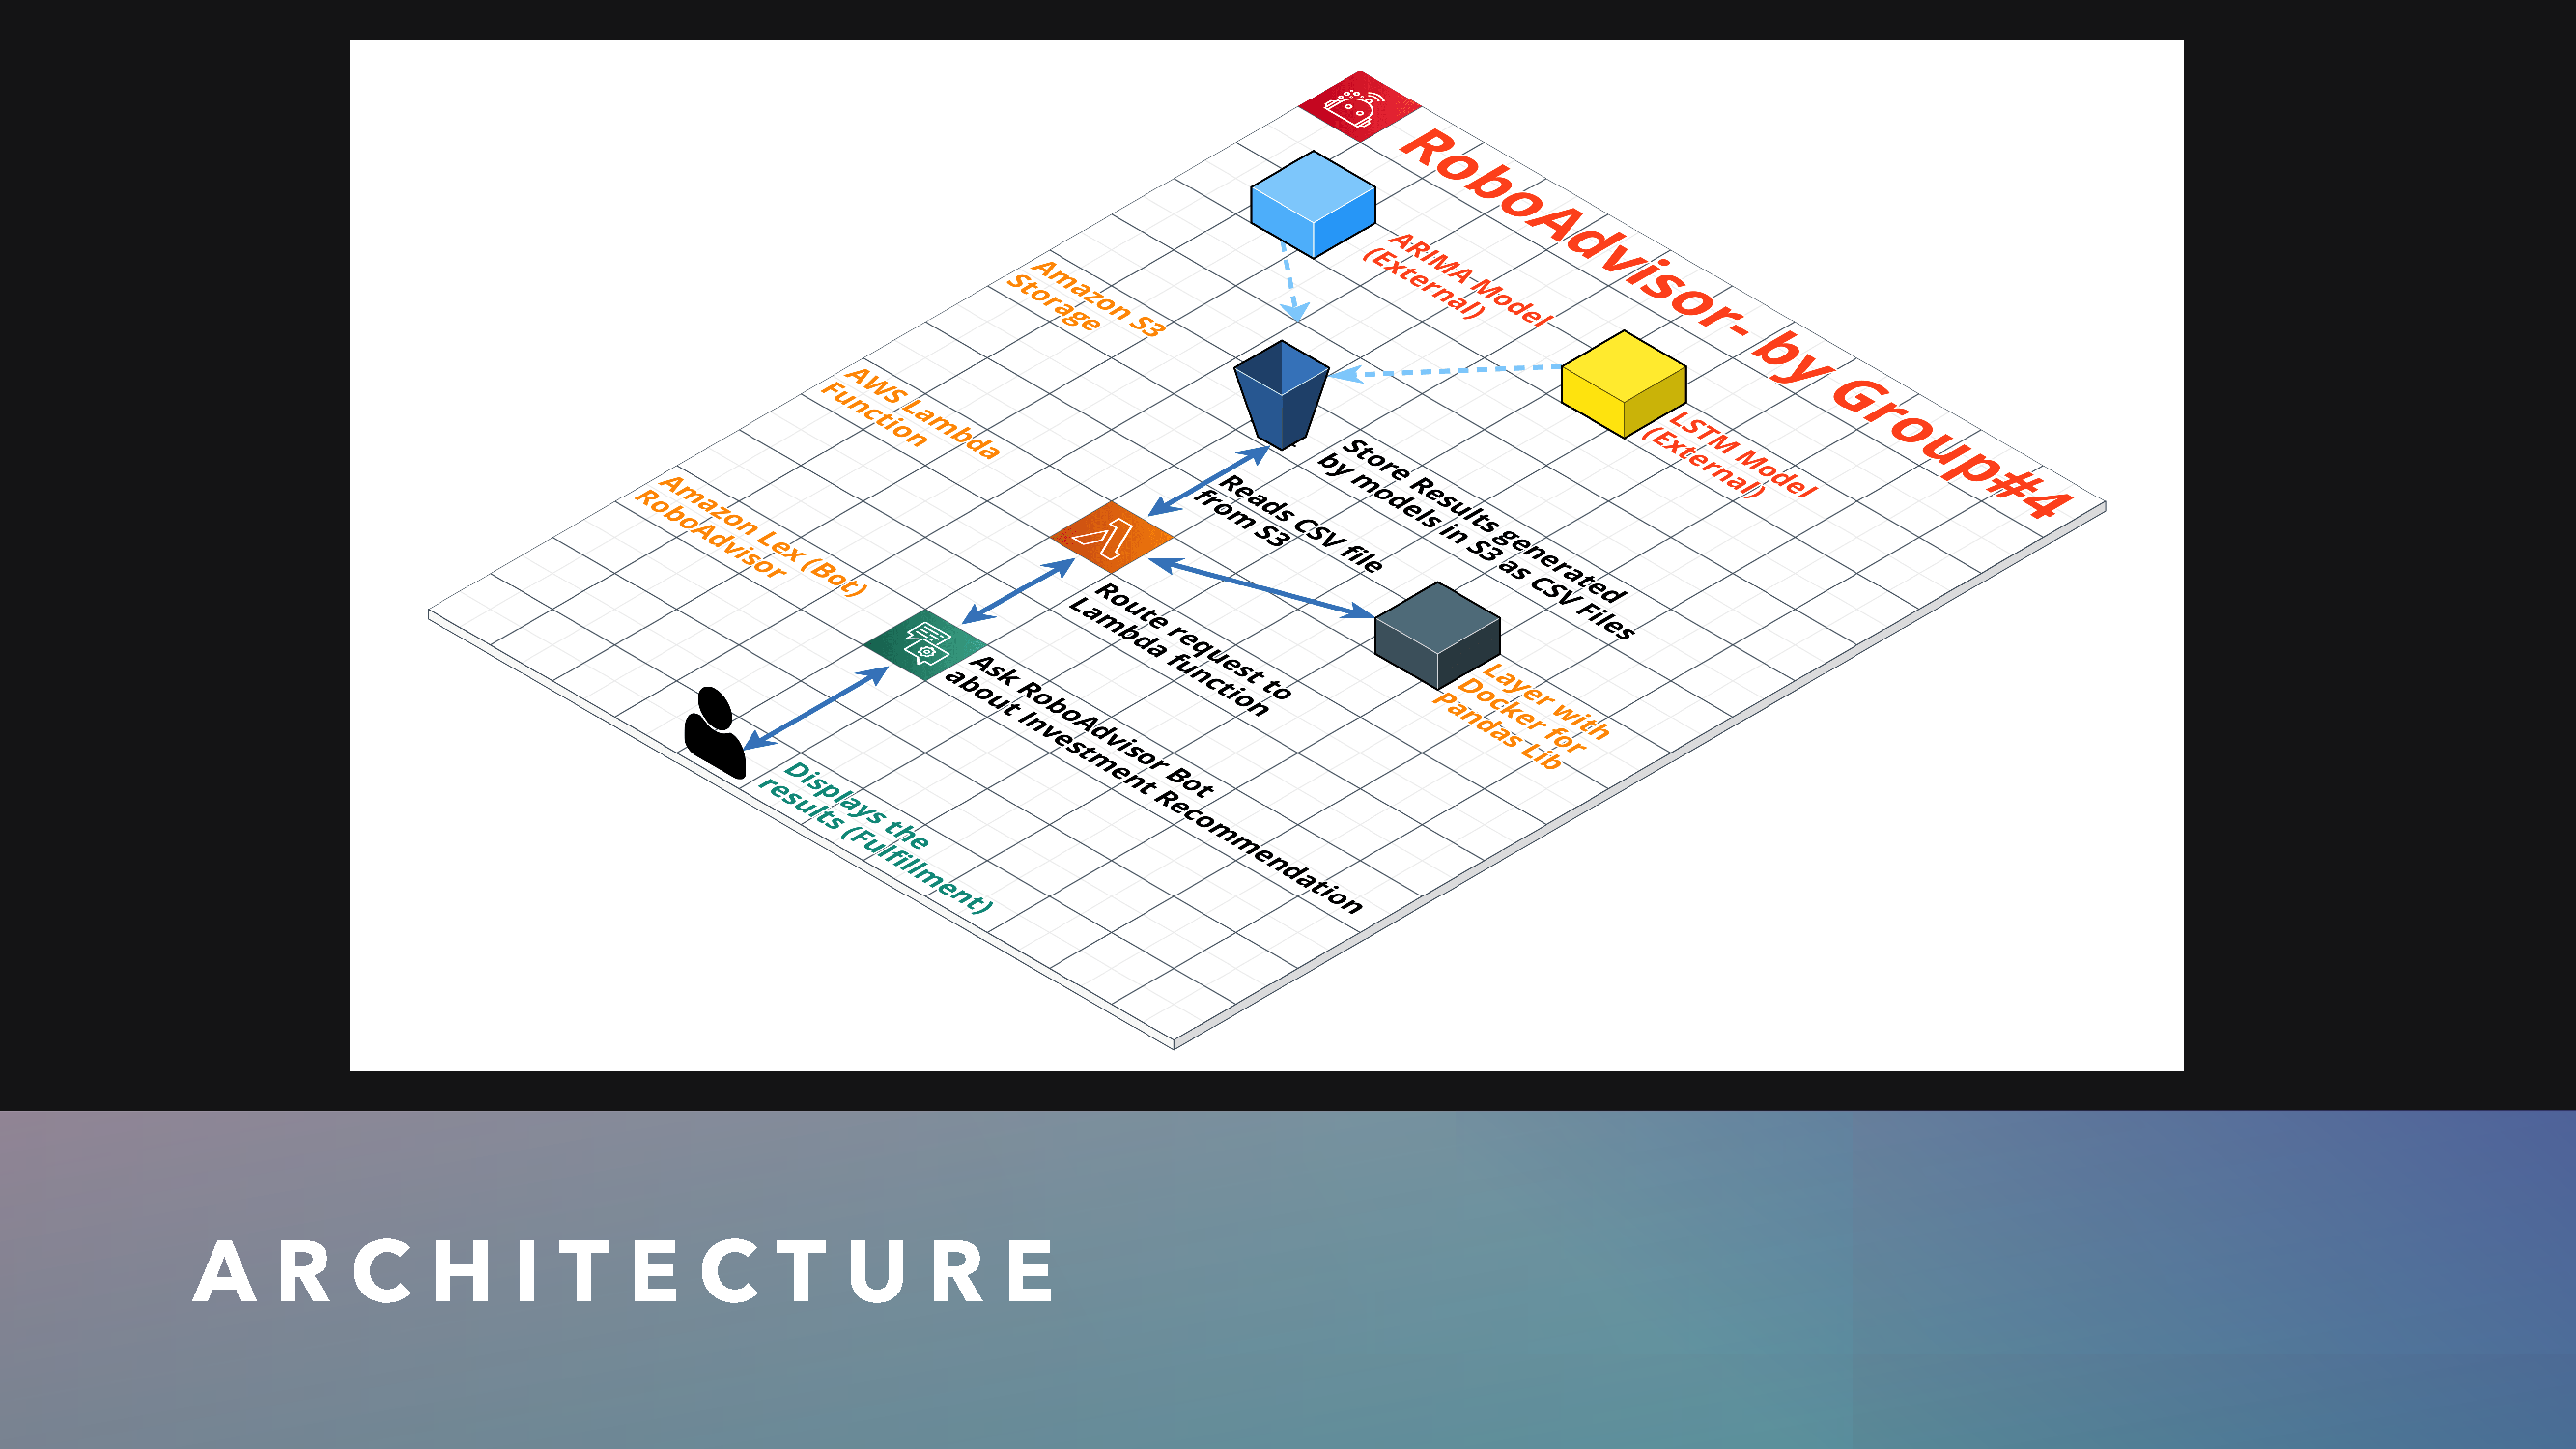 RoboAdvisor- by Group#4
ARIMA Model
(External)
Amazon S3
Storage
LSTM Model
(External)
AWS Lambda
Function
Store Results generated
by models in S3 as CSV Files
Reads CSV file
from S3
Amazon Lex (Bot)
RoboAdvisor
Route request to
Lambda function
Layer with
Docker for
Pandas Lib
Ask RoboAdvisor Bot
about Investment Recommendation
Displays the
results (Fulfillment)
ARCHITECTURE